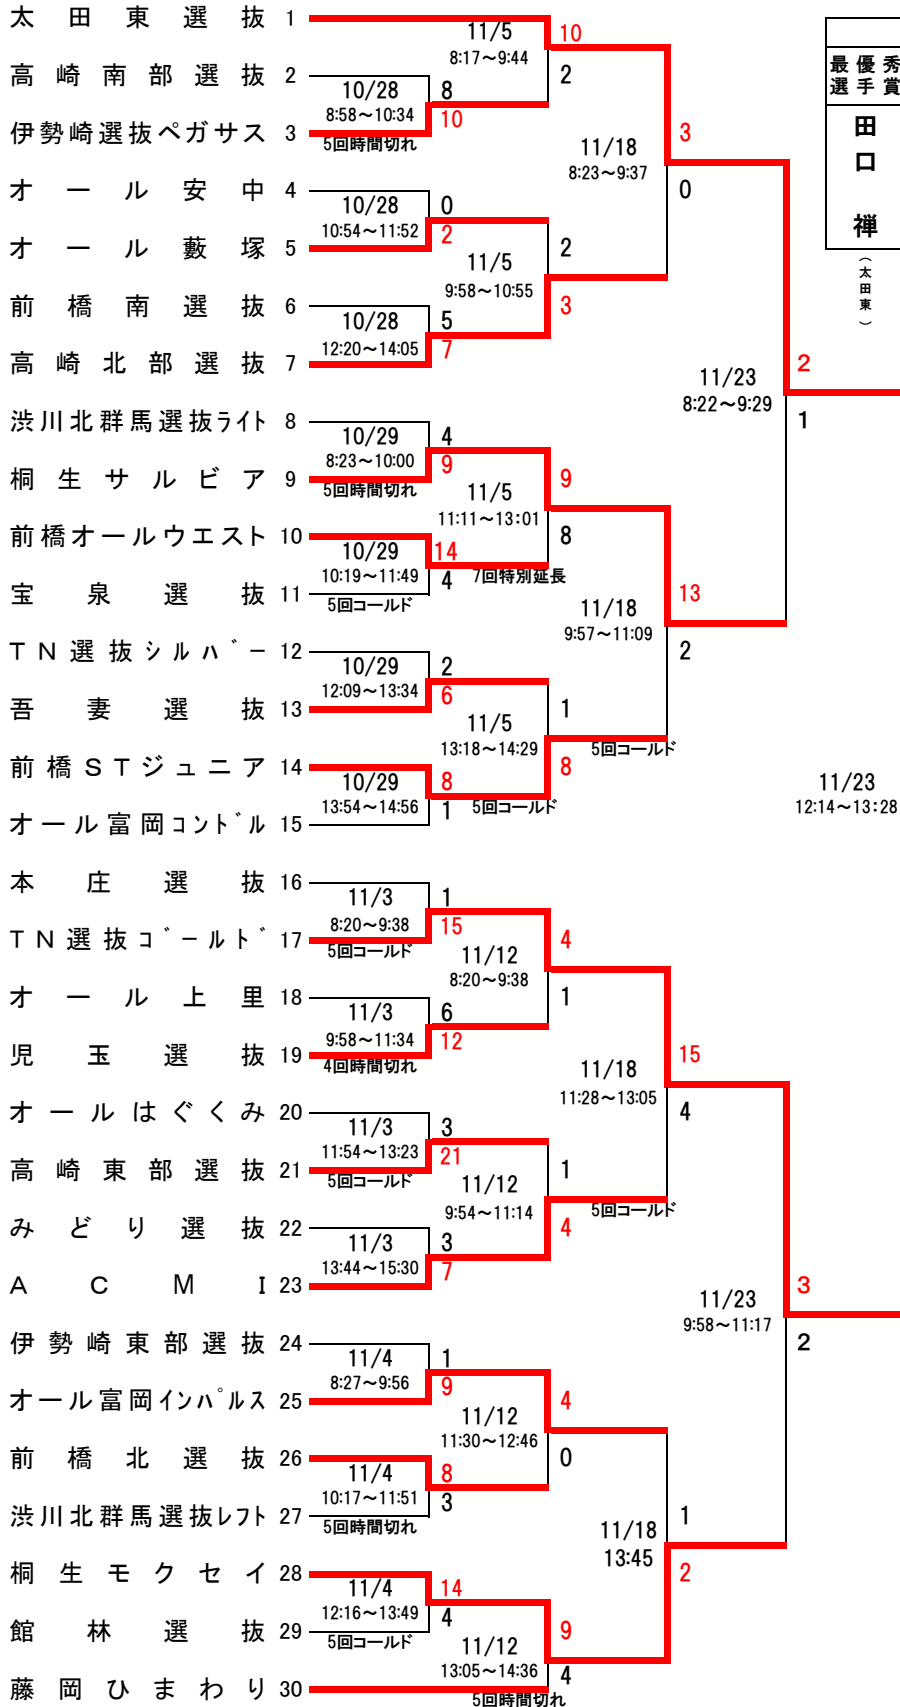 太田東選抜 1
11/5
8:17～9:44
10
2
高崎南部選抜 2
10/28
8:58～10:34
5回時間切れ
8
10
伊勢崎選抜ペガサス 3
11/18
8:23～9:37
3
0
オール安中 4
10/28
10:54～11:52
0
2
オール藪塚 5
11/5
9:58～10:55
2
3
前橋南選抜 6
10/28
12:20～14:05
5
7
高崎北部選抜 7
11/23
8:22～9:29
2
1
渋川北群馬選抜ライト 8
10/29
8:23～10:00
5回時間切れ
4
9
桐生サルビア 9
11/5
11:11～13:01
7回特別延長
9
8
前橋オールウエスト 10
10/29
10:19～11:49
5回コールド
14
4
宝泉選抜 11
11/18
9:57～11:09
5回コールド
13
2
TN選抜シルバー 12
10/29
12:09～13:34
2
6
吾妻選抜 13
11/5
13:18～14:29
5回コールド
1
8
前橋STジュニア 14
10/29
13:54～14:56
8
1
オール富岡コンドル 15
11/23
12:14～13:28
本庄選抜 16
11/3
8:20～9:38
5回コールド
1
15
TN選抜ゴールド 17
11/12
8:20～9:38
4
1
オール上里 18
11/3
9:58～11:34
4回時間切れ
6
12
児玉選抜 19
11/18
11:28～13:05
5回コールド
15
4
オールはぐくみ 20
11/3
11:54～13:23
5回コールド
3
21
高崎東部選抜 21
11/12
9:54～11:14
1
4
みどり選抜 22
11/3
13:44～15:30
3
7
ACMI 23
11/23
9:58～11:17
3
2
伊勢崎東部選抜 24
11/4
8:27～9:56
1
9
オール富岡インパルス 25
11/12
11:30～12:46
4
0
前橋北選抜 26
11/4
10:17～11:51
5回時間切れ
8
3
渋川北群馬選抜レフト 27
11/18
13:45
1
2
桐生モクセイ 28
11/4
12:16～13:49
5回コールド
14
4
館林選抜 29
11/12
13:05～14:36
5回時間切れ
9
4
藤岡ひまわり 30
最優秀
選手賞
田口 禅
（太田東）